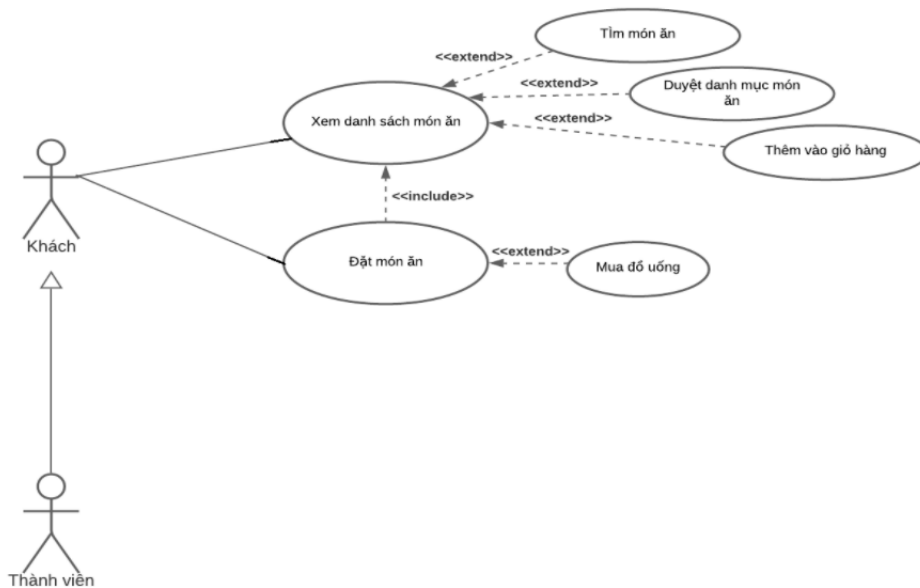 TÌm món ăn
<<extend>>
Duyệt danh mục món
ăn
<<extend>>
Xem danh sách món ăn
<<extend>>
Thêm vào giỏ hàng
<<include>>
Khách
Đặt món ăn
<<extend>>
Mua đồ uống
Thành viên